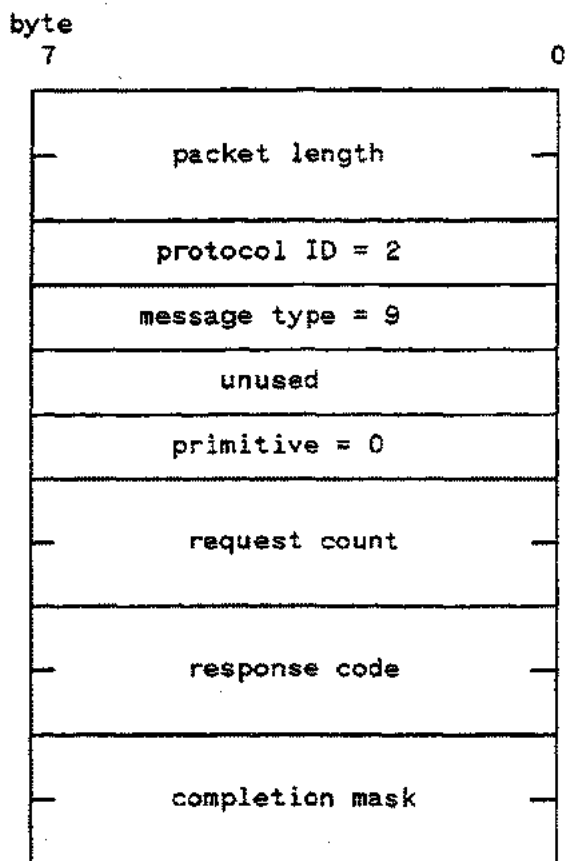 byte
7 0
packet length
protocol ID = 2
message type = 9
unused
primitive = 0
request count
response code
completion mask